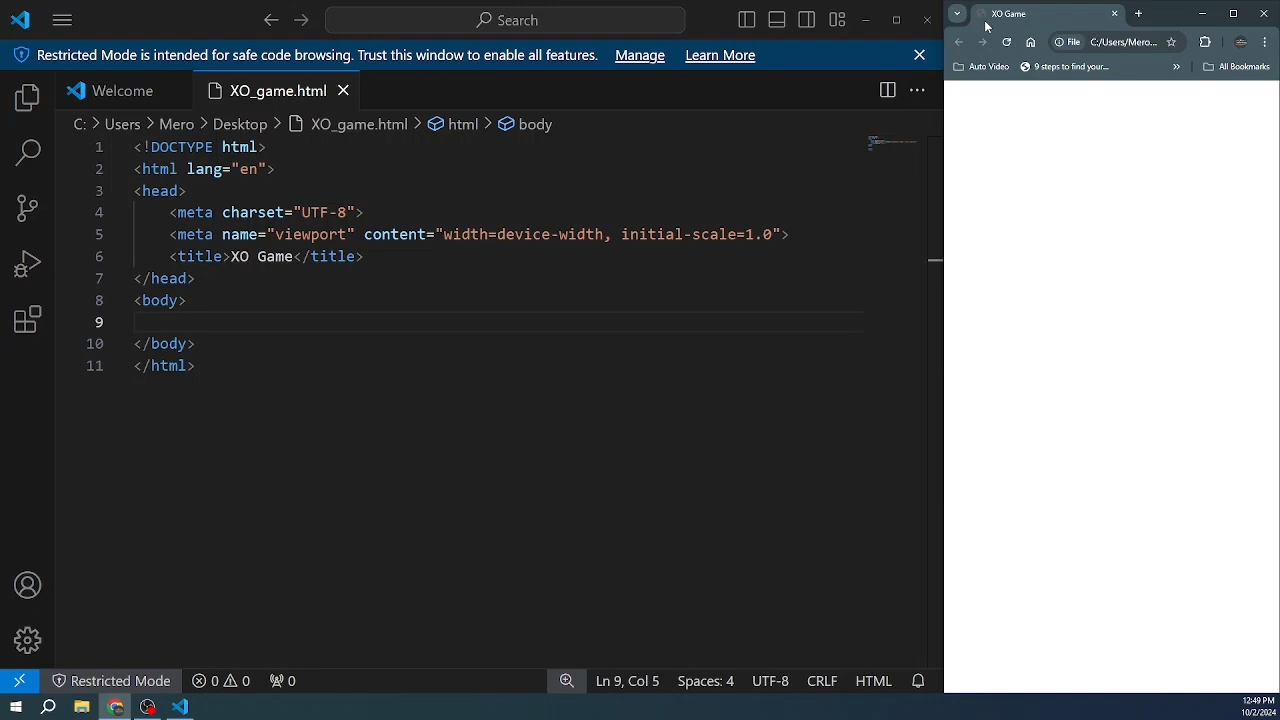 Search
Restricted Mode is intended for safe code browsing. Trust this window to enable all features. Manage Learn More
Welcome
XO_game.html
C: > Users > Mero > Desktop > XO_game.html > html > body
1 <!DOCTYPE html>
2 <html lang="en">
3 <head>
4 <meta charset="UTF-8">
5 <meta name="viewport" content="width=device-width, initial-scale=1.0">
6 <title>XO Game</title>
7 </head>
8 <body>
9
10 </body>
11 </html>
Restricted Mode 0 0 0 Ln 9, Col 5 Spaces: 4 UTF-8 CRLF HTML
XO Game
File C:/Users/Mero...
Auto Video 9 steps to find your... » All Bookmarks
12:49 PM
10/2/2024